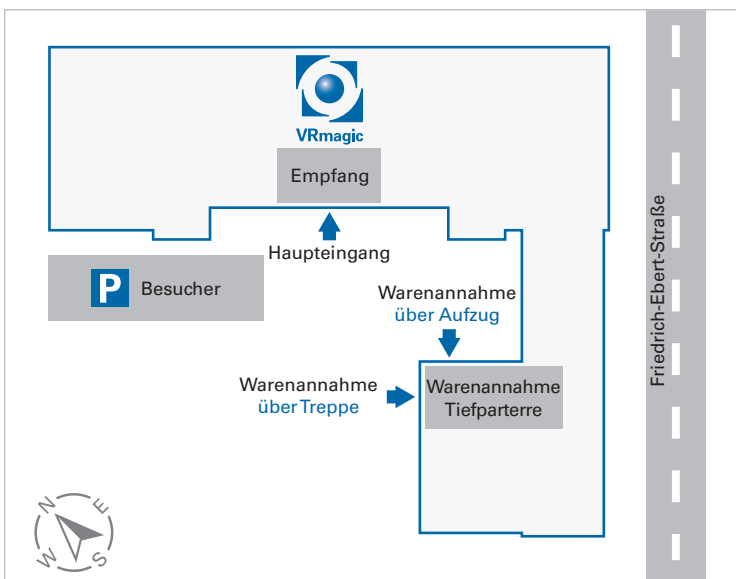 VRmagic
Empfang
Haupteingang
P
Besucher
Warenannahme
über Aufzug
Warenannahme
über Treppe
Warenannahme
Tiefparterre
Friedrich-Ebert-Straße
N
E
W
S